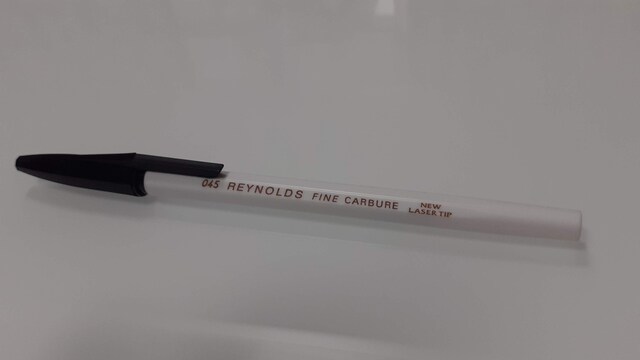 045 REYNOLDS FINE CARBURE NEW
LASER TIP